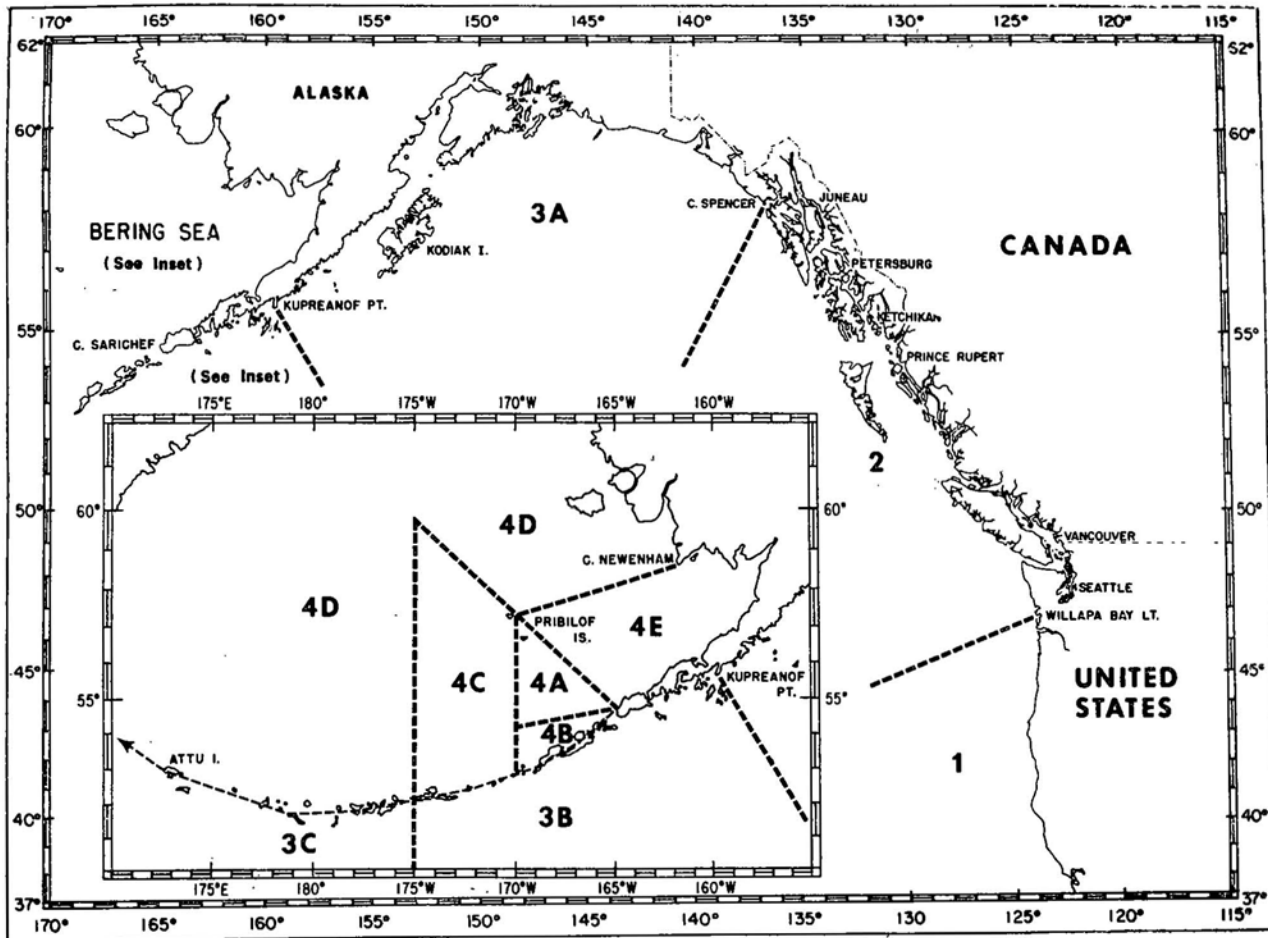 170° 165° 160° 155° 150° 145° 140° 135° 130° 125° 120° 115°
62° 52°
ALASKA
60° 60°
C. SPENCER
JUNEAU
3A
BERING SEA
(See Inset)
KODIAK I.
CANADA
PETERSBURG
KUPREANOF PT.
KETCHIKAN
55° 55°
C. SARICHEF
(See Inset)
PRINCE RUPERT
175°E 180° 175°W 170°W 165°W 160°W
2
50° 50°
60° 60°
4D
VANCOUVER
C. NEWENHAM
SEATTLE
4D
PRIBILOF
IS.
4E
WILLAPA BAY LT.
45° 45°
4C
4A
KUPREANOF
PT.
UNITED
STATES
55° 55°
4B
ATTU I.
1
40° 40°
3B
3C
175°E 180° 175°W 170°W 165°W 160°W
37° 37°
170° 165° 160° 155° 150° 145° 140° 135° 130° 125° 120° 115°